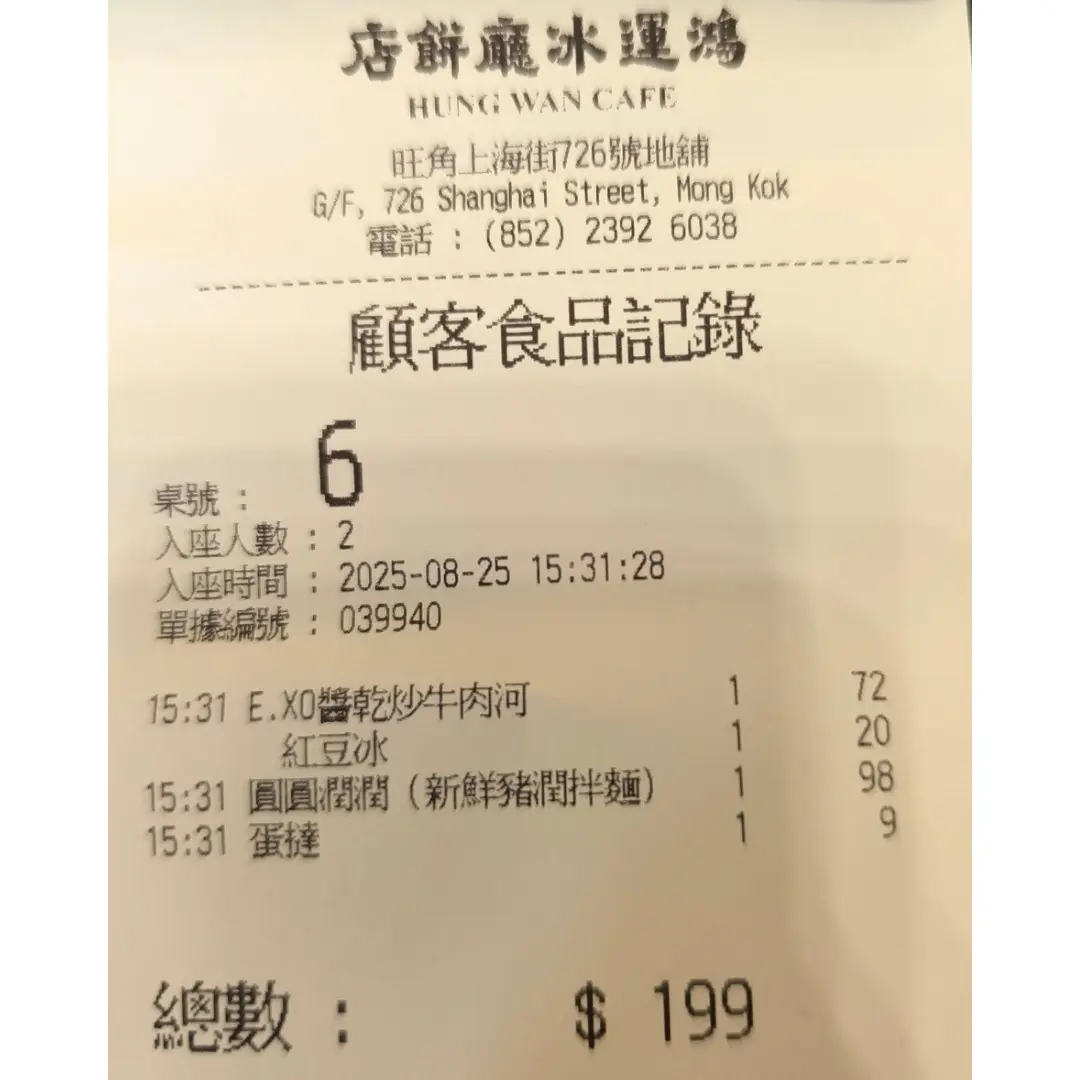 鴻運冰廳餅店
HUNG WAN CAFE
旺角上海街726號地舖
G/F, 726 Shanghai Street, Mong Kok
電話 : (852) 2392 6038
顧客食品記錄
桌號 : 6
入座人數 : 2
入座時間 : 2025-08-25 15:31:28
單據編號 : 039940
15:31 E.XO醬乾炒牛肉河 1 72
紅豆冰 1 20
15:31 圓圓潤潤 (新鮮豬潤拌麵) 1 98
15:31 蛋撻 1 9
總數 : $ 199